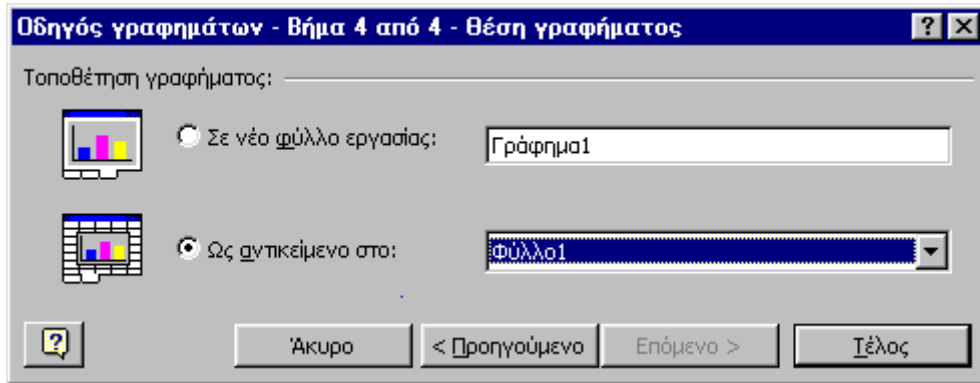 Οδηγός γραφημάτων - Βήμα 4 από 4 - Θέση γραφήματος
Τοποθέτηση γραφήματος:
Σε νέο φύλλο εργασίας: Γράφημα1
Ως αντικείμενο στο: Φύλλο1
Άκυρο < Προηγούμενο Επόμενο > Τέλος